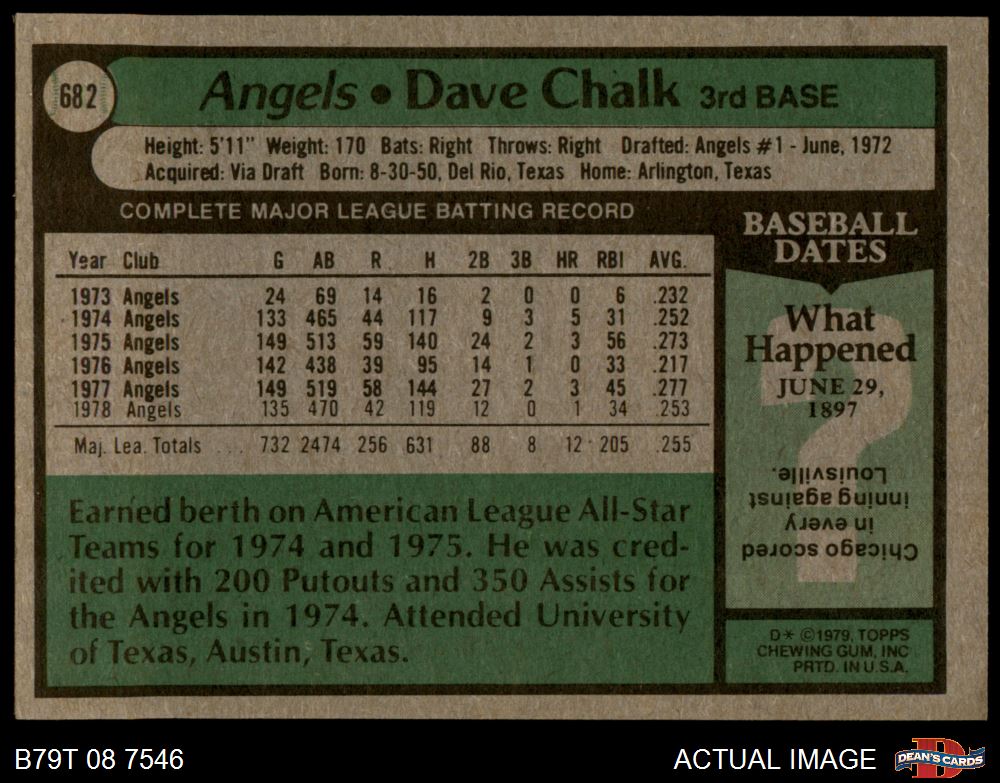 682
Angels • Dave Chalk 3rd BASE
Height: 5'11" Weight: 170 Bats: Right Throws: Right Drafted: Angels #1 - June, 1972
Acquired: Via Draft Born: 8-30-50, Del Rio, Texas Home: Arlington, Texas
COMPLETE MAJOR LEAGUE BATTING RECORD
Year Club G AB R H 2B 3B HR RBI AVG.
1973 Angels 24 69 14 16 2 0 0 6 .232
1974 Angels 133 465 44 117 9 3 5 31 .252
1975 Angels 149 513 59 140 24 2 3 56 .273
1976 Angels 142 438 39 95 14 1 0 33 .217
1977 Angels 149 519 58 144 27 2 3 45 .277
1978 Angels 135 470 42 119 12 0 1 34 .253
Maj. Lea. Totals ... 732 2474 256 631 88 8 12 205 .255
Earned berth on American League All-Star
Teams for 1974 and 1975. He was cred-
ited with 200 Putouts and 350 Assists for
the Angels in 1974. Attended University
of Texas, Austin, Texas.
BASEBALL
DATES
?
What
Happened
JUNE 29,
1897
Chicago scored
in every
inning against
Louisville.
D* ©1979, TOPPS
CHEWING GUM, INC
PRTD. IN U.S.A.
B79T 08 7546
ACTUAL IMAGE
D
DEAN'S CARDS